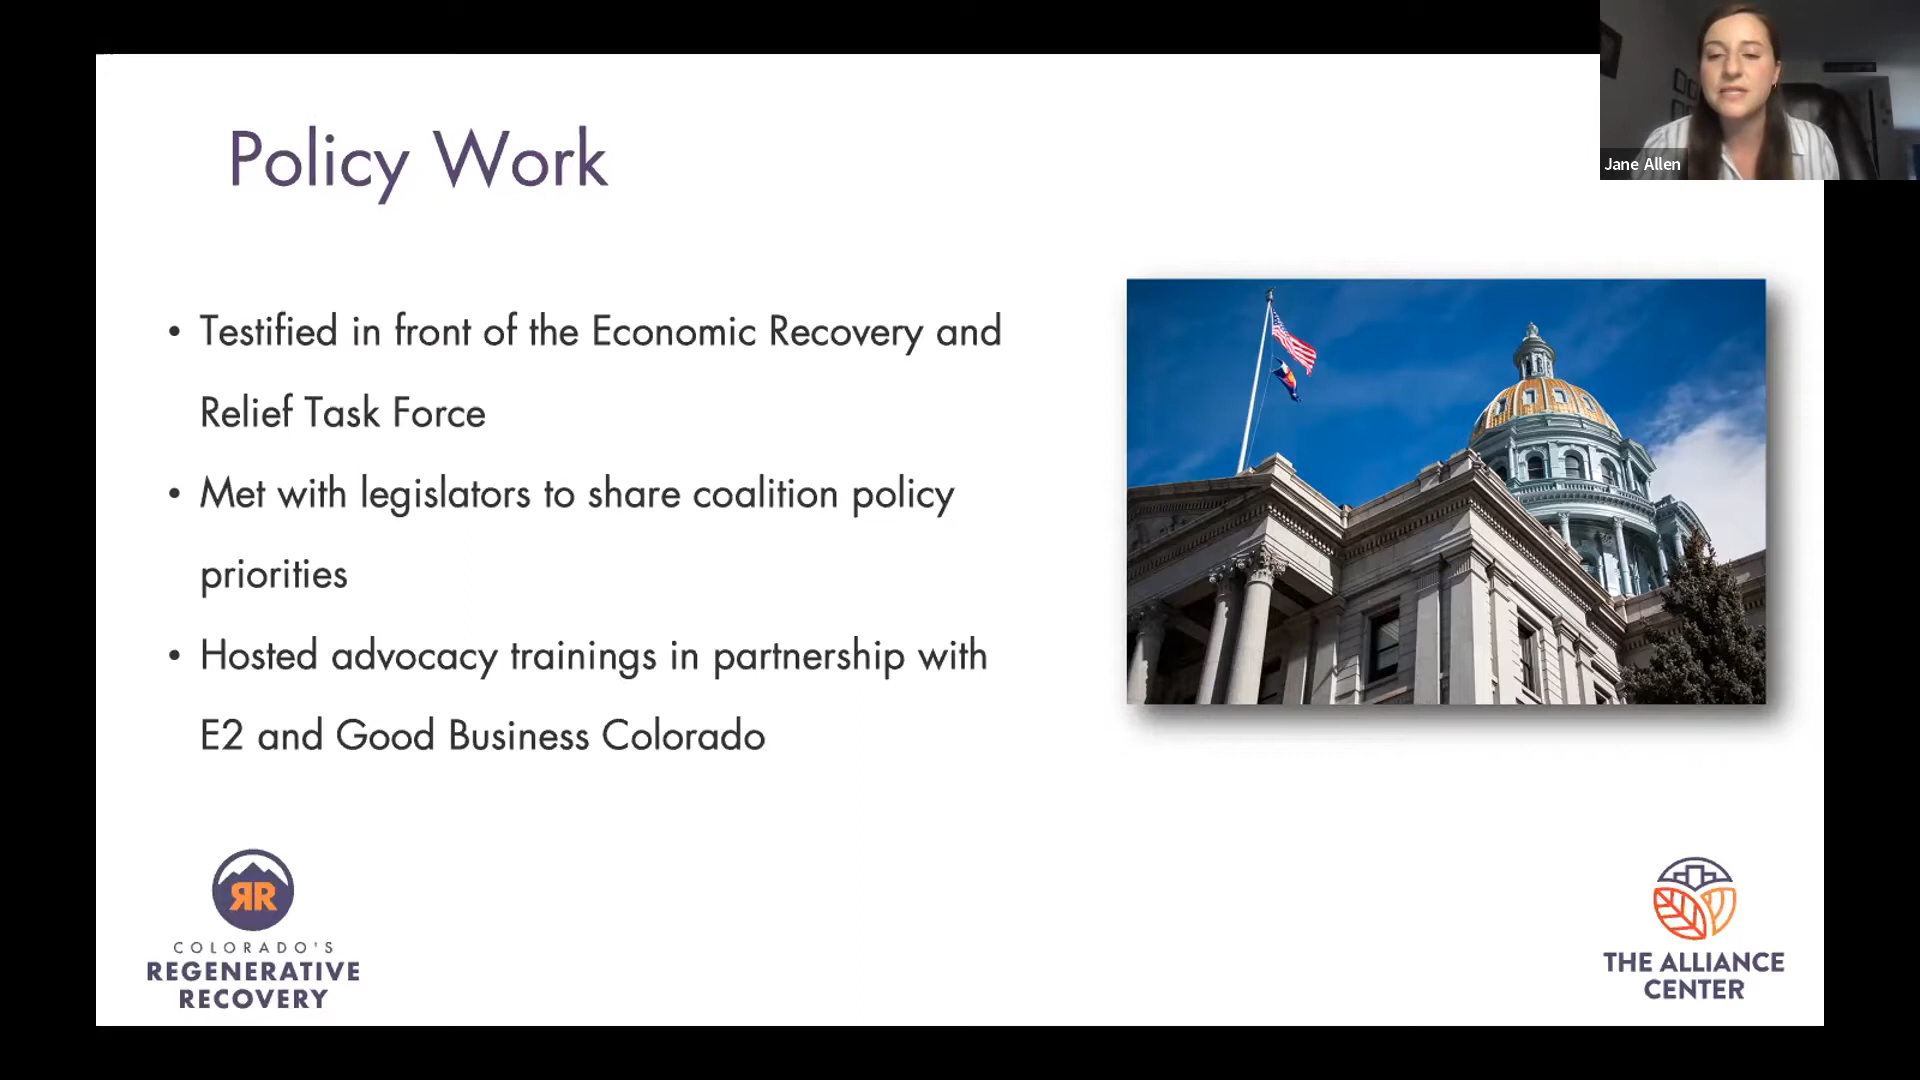 Policy Work
Jane Allen
• Testified in front of the Economic Recovery and
Relief Task Force
• Met with legislators to share coalition policy
priorities
• Hosted advocacy trainings in partnership with
E2 and Good Business Colorado
RR
COLORADO'S
REGENERATIVE
RECOVERY
THE ALLIANCE
CENTER